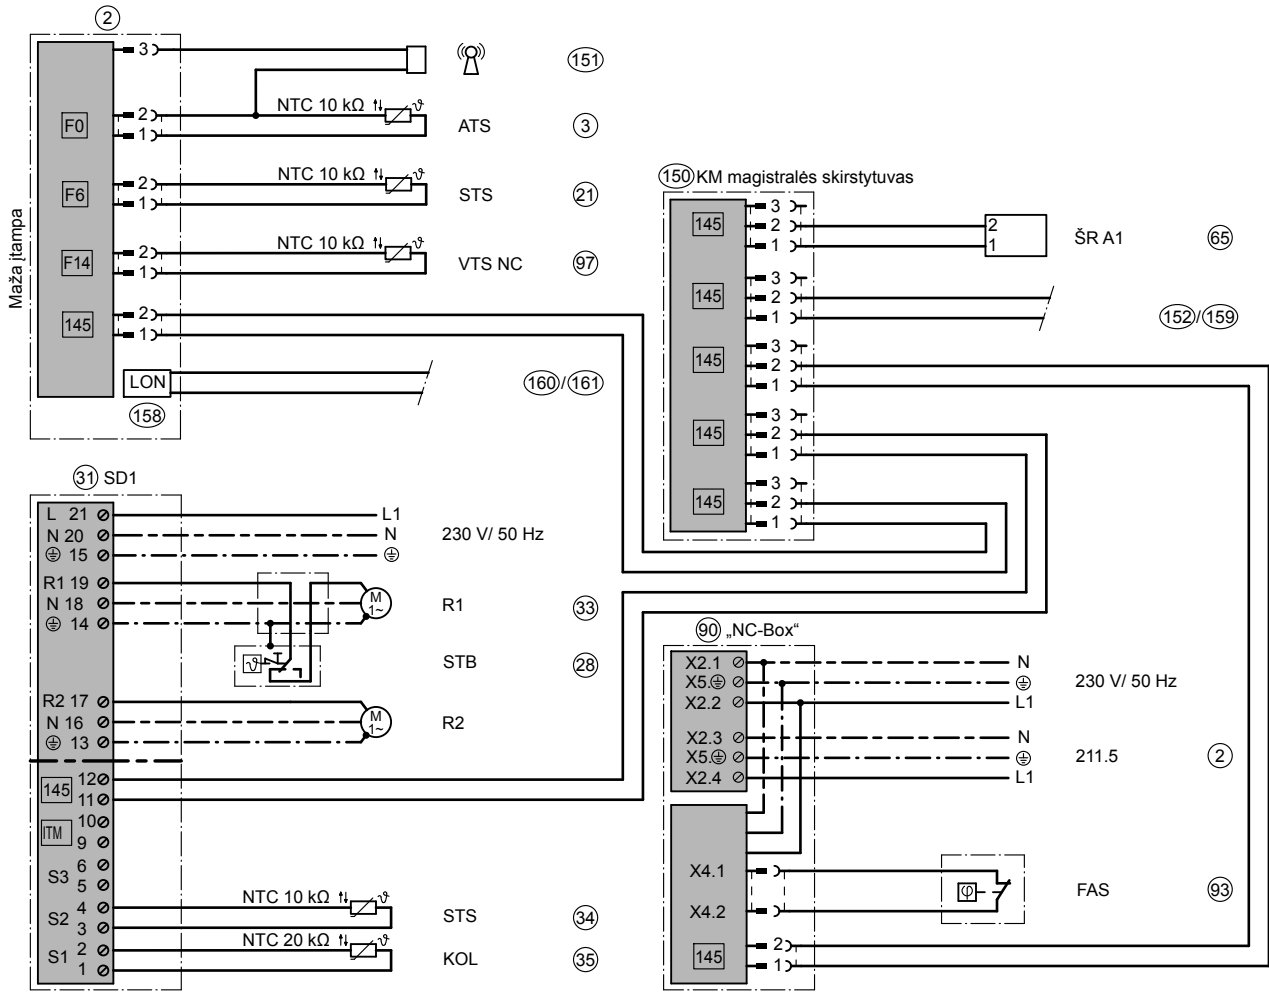 2
Maža įtampa
3
151
F0
2
1
NTC 10 kΩ
ϑ
ATS
3
F6
2
1
NTC 10 kΩ
ϑ
STS
21
F14
2
1
NTC 10 kΩ
ϑ
VTS NC
97
145
2
1
LON
158
160/161
150 KM magistralės skirstytuvas
145
3
2
1
2
1
ŠR A1
65
145
3
2
1
152/159
145
3
2
1
145
3
2
1
145
3
2
1
31 SD1
L 21
L1
N 20
N
15
230 V/ 50 Hz
R1 19
N 18
14
M
1~
R1
33
ϑ
STB
28
R2 17
N 16
13
M
1~
R2
145
12
11
ITM
10
9
S3
6
5
S2
4
3
NTC 10 kΩ
ϑ
STS
34
S1
2
1
NTC 20 kΩ
ϑ
KOL
35
90 „NC-Box“
X2.1
N
X5.
X2.2
L1
230 V/ 50 Hz
X2.3
N
X5.
X2.4
L1
211.5
2
X4.1
X4.2
φ
FAS
93
145
2
1